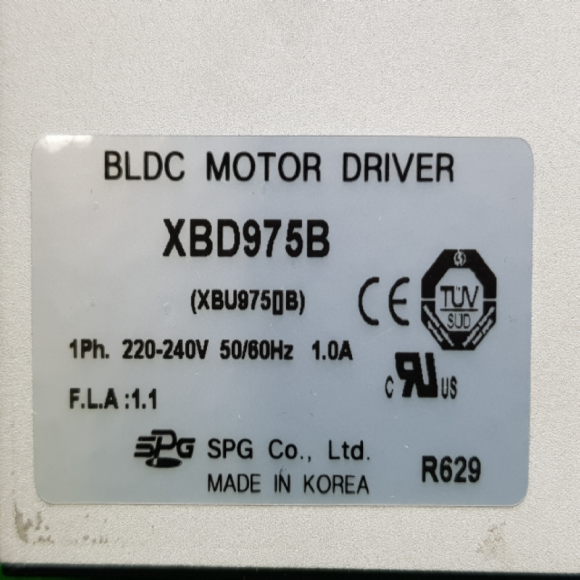 BLDC MOTOR DRIVER
XBD975B
(XBU975▯B)
CE
TÜV
SÜD
1Ph. 220-240V 50/60Hz 1.0A
F.L.A :1.1
C RU US
SPG SPG Co., Ltd.
MADE IN KOREA
R629